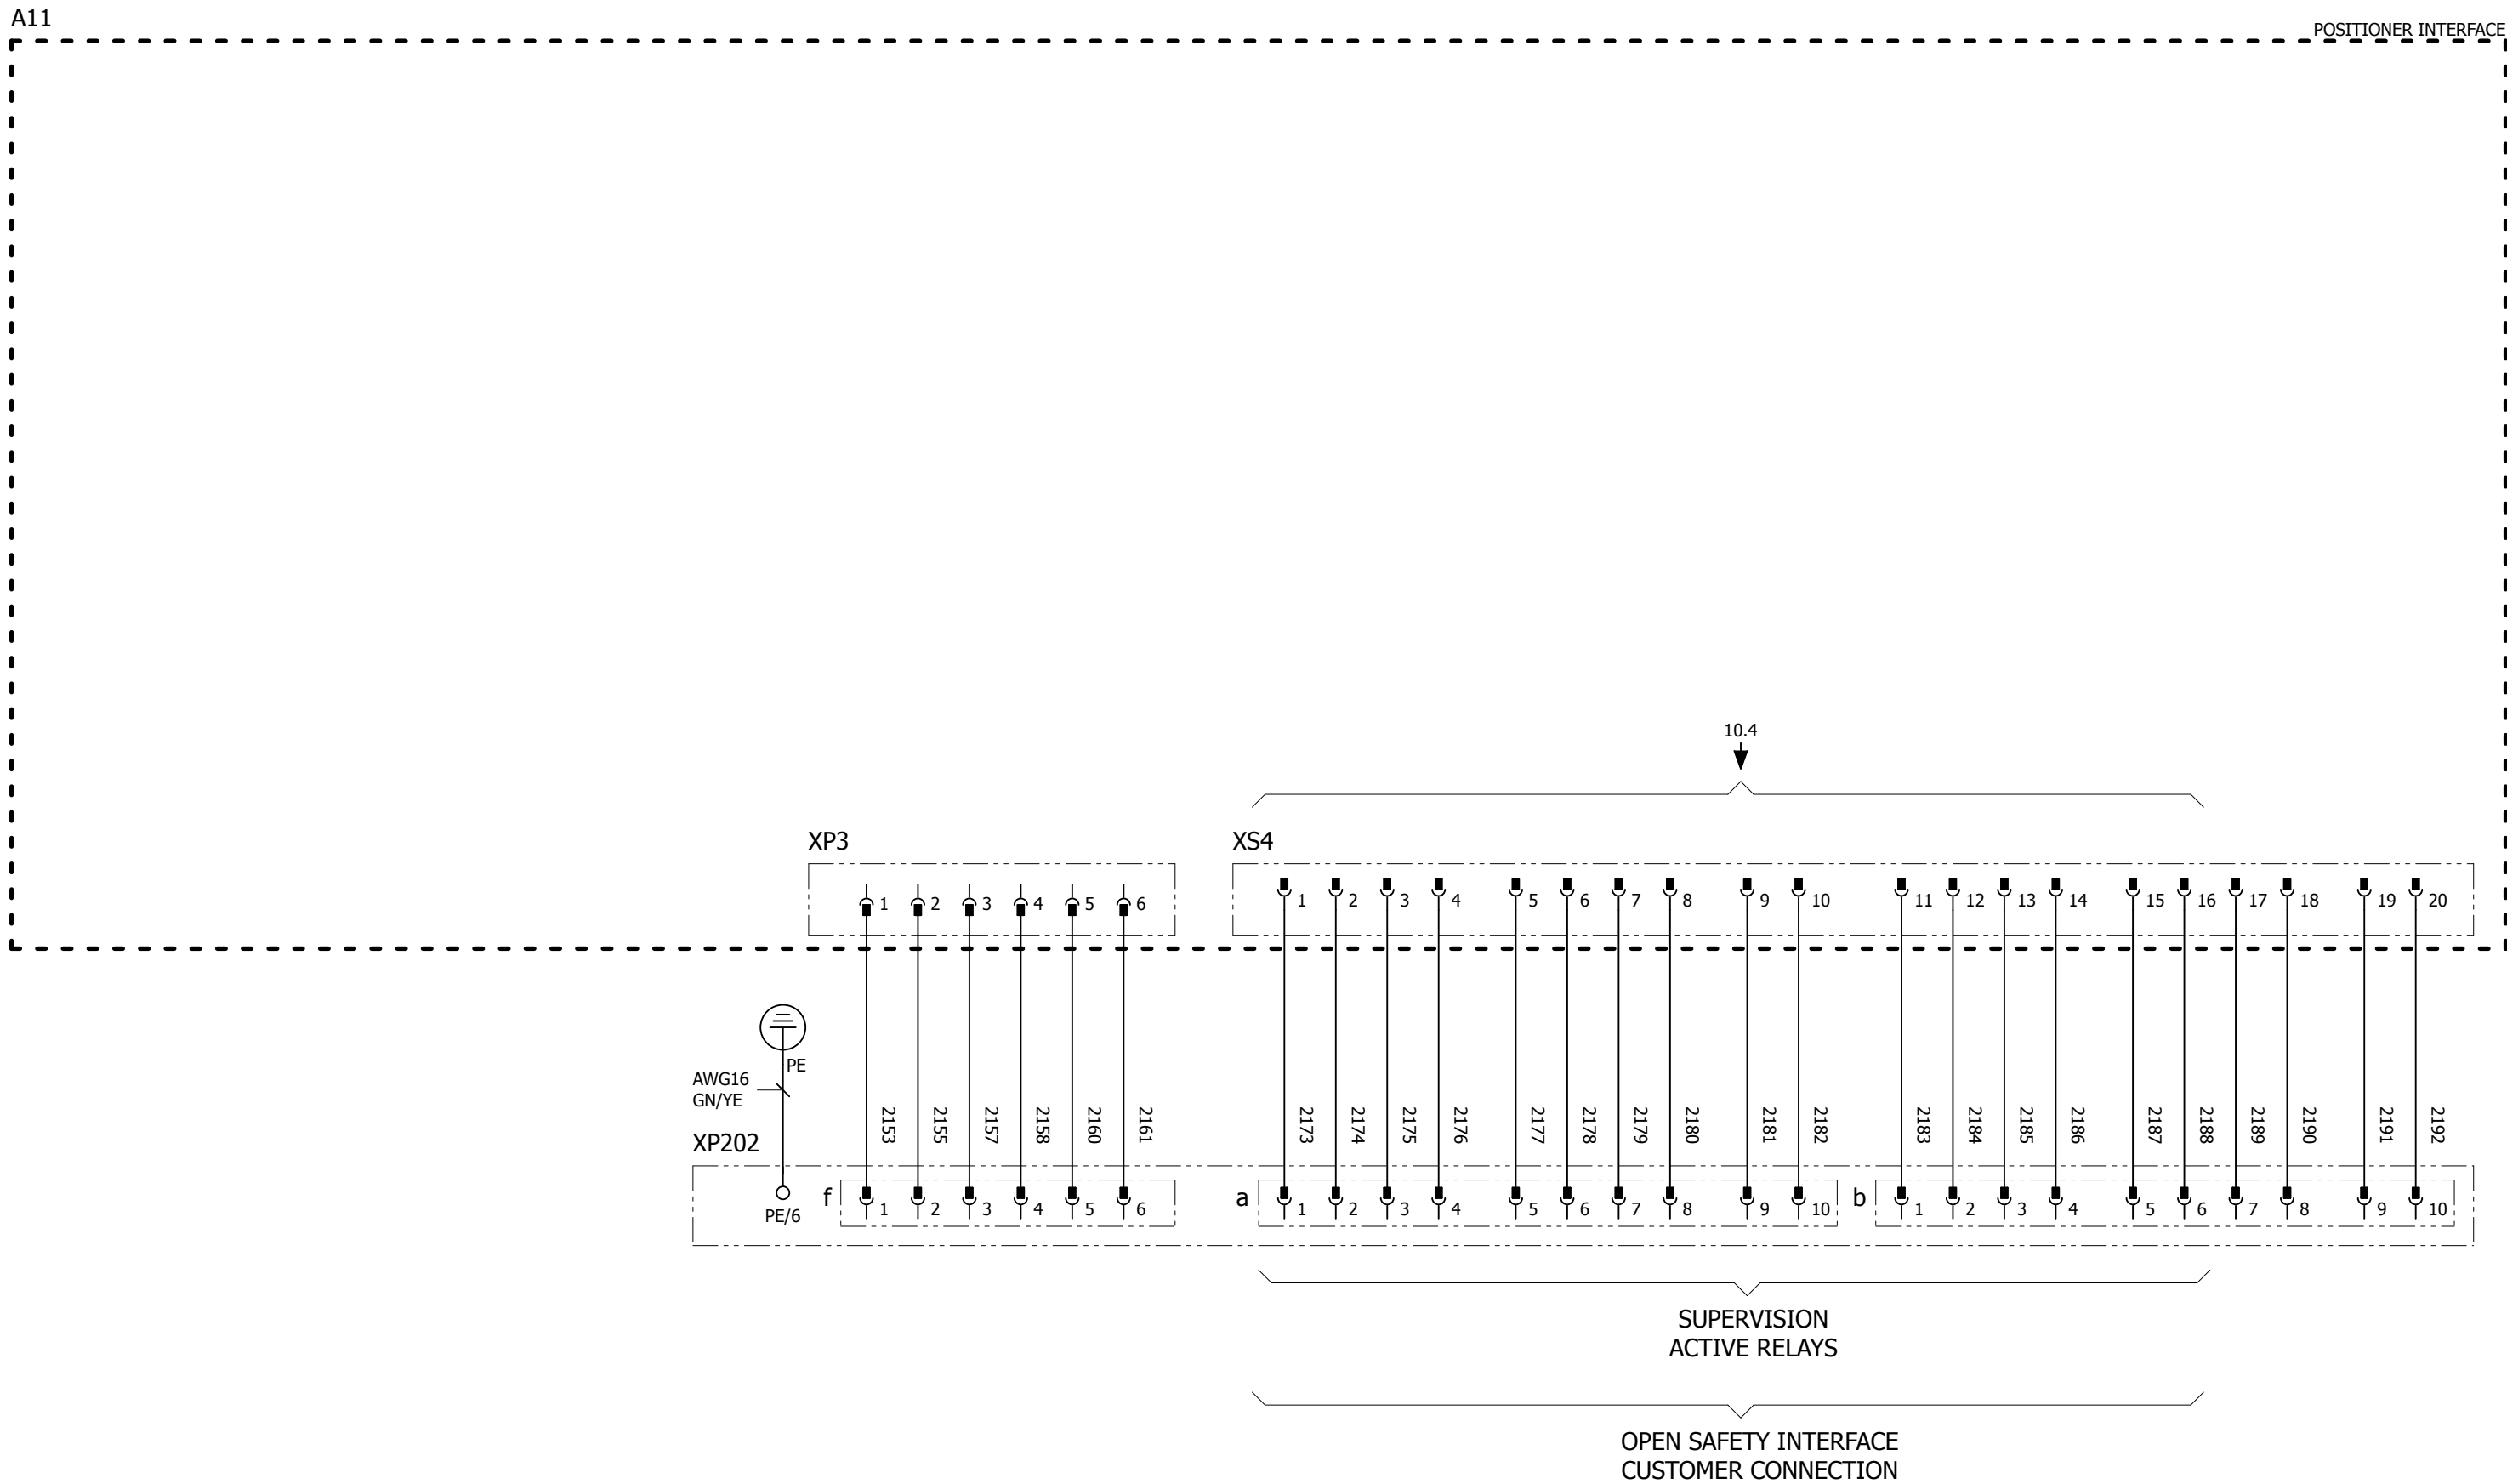 A11
POSITIONER INTERFACE
10.4
XP3
XS4
1 2 3 4 5 6
1 2 3 4 5 6 7 8 9 10 11 12 13 14 15 16 17 18 19 20
PE
AWG16
GN/YE
2153 2155 2157 2158 2160 2161
2173 2174 2175 2176 2177 2178 2179 2180 2181 2182 2183 2184 2185 2186 2187 2188 2189 2190 2191 2192
XP202
PE/6
f 1 2 3 4 5 6
a 1 2 3 4 5 6 7 8 9 10
b 1 2 3 4 5 6 7 8 9 10
SUPERVISION
ACTIVE RELAYS
OPEN SAFETY INTERFACE
CUSTOMER CONNECTION